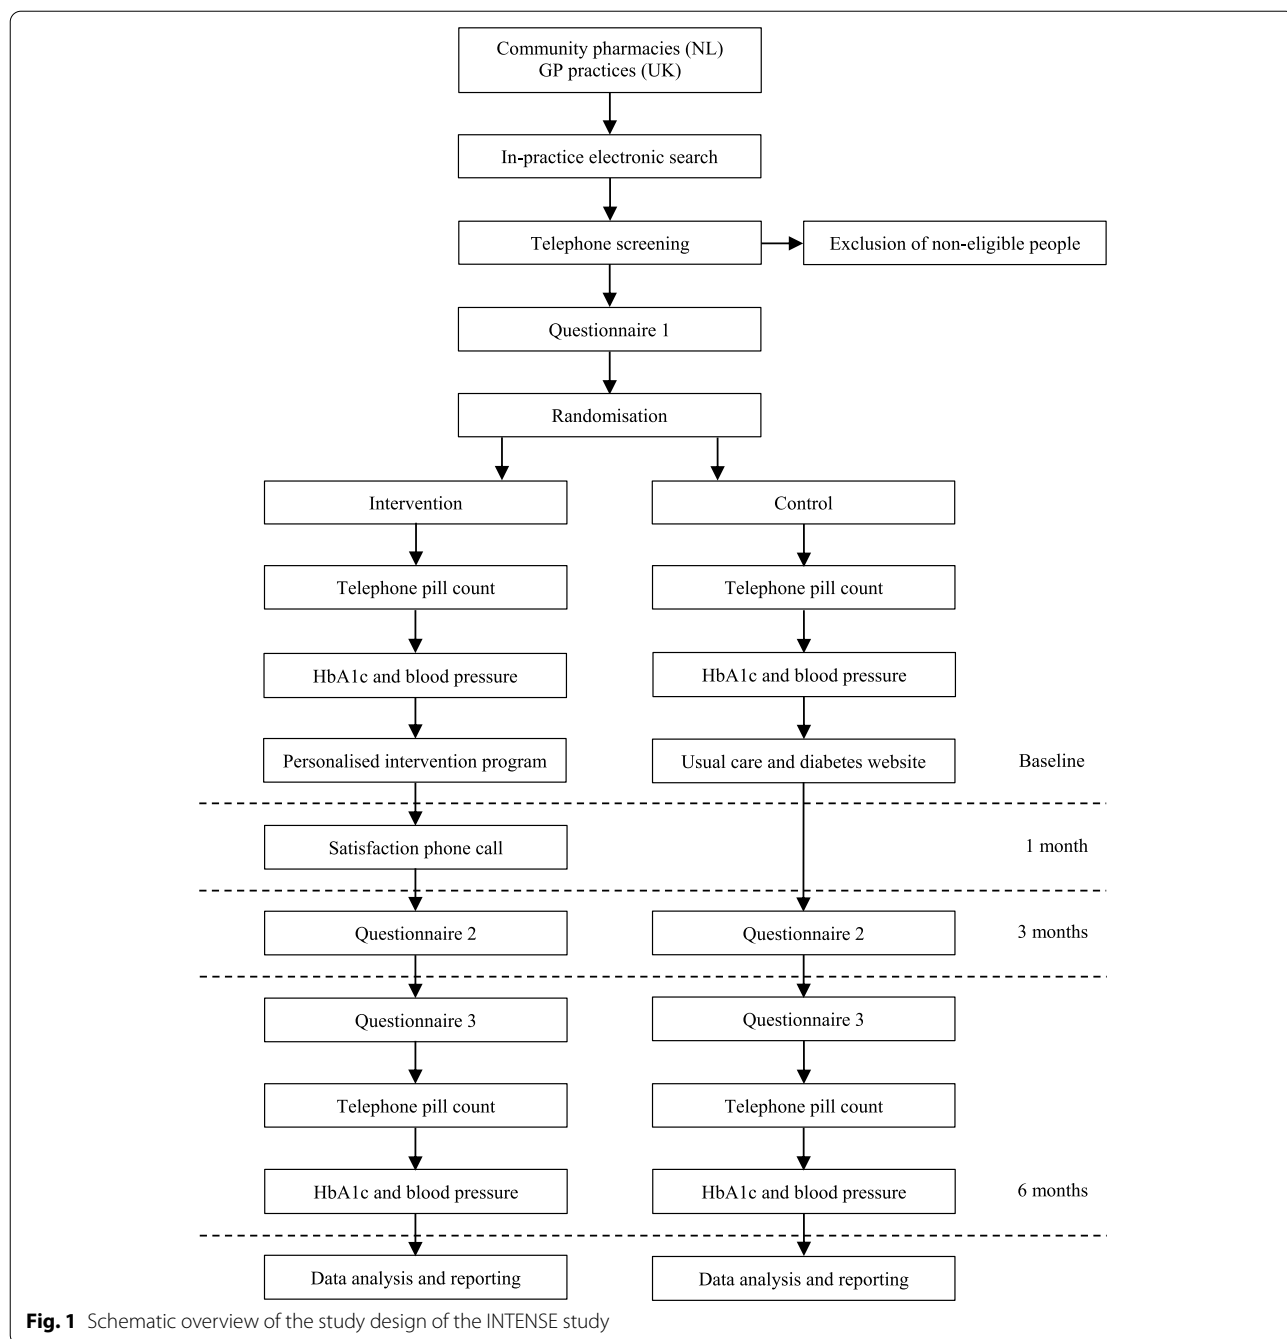 Community pharmacies (NL)
GP practices (UK)
In-practice electronic search
Telephone screening
Exclusion of non-eligible people
Questionnaire 1
Randomisation
Intervention
Control
Telephone pill count
Telephone pill count
HbA1c and blood pressure
HbA1c and blood pressure
Personalised intervention program
Usual care and diabetes website
Baseline
Satisfaction phone call
1 month
Questionnaire 2
Questionnaire 2
3 months
Questionnaire 3
Questionnaire 3
Telephone pill count
Telephone pill count
HbA1c and blood pressure
HbA1c and blood pressure
6 months
Data analysis and reporting
Data analysis and reporting
Fig. 1 Schematic overview of the study design of the INTENSE study